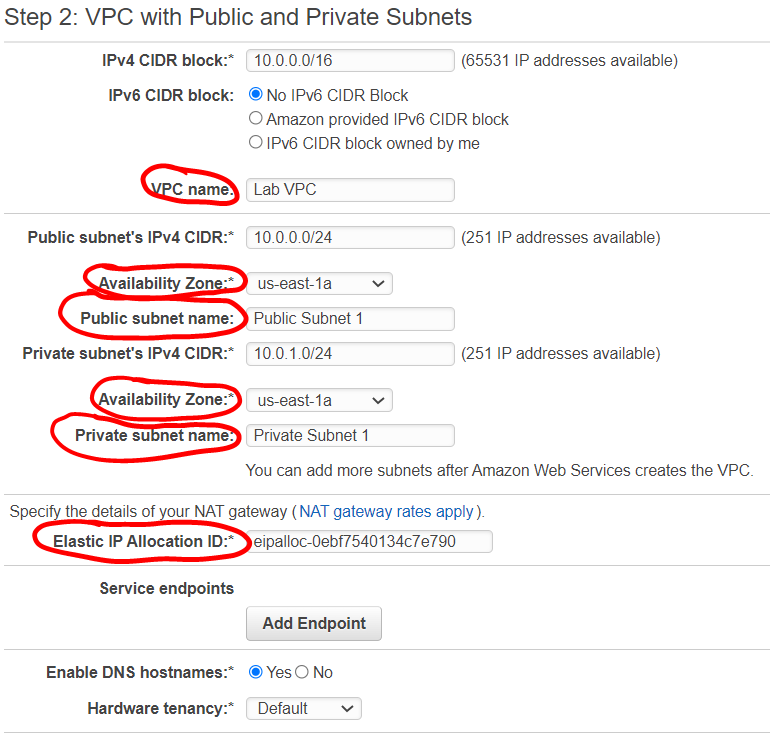 Step 2: VPC with Public and Private Subnets
IPv4 CIDR block:* 10.0.0.0/16 (65531 IP addresses available)
IPv6 CIDR block: No IPv6 CIDR Block
Amazon provided IPv6 CIDR block
IPv6 CIDR block owned by me
VPC name: Lab VPC
Public subnet's IPv4 CIDR:* 10.0.0.0/24 (251 IP addresses available)
Availability Zone:* us-east-1a
Public subnet name: Public Subnet 1
Private subnet's IPv4 CIDR:* 10.0.1.0/24 (251 IP addresses available)
Availability Zone:* us-east-1a
Private subnet name: Private Subnet 1
You can add more subnets after Amazon Web Services creates the VPC.
Specify the details of your NAT gateway (NAT gateway rates apply).
Elastic IP Allocation ID:* eipalloc-0ebf7540134c7e790
Service endpoints
Add Endpoint
Enable DNS hostnames:* Yes No
Hardware tenancy:* Default